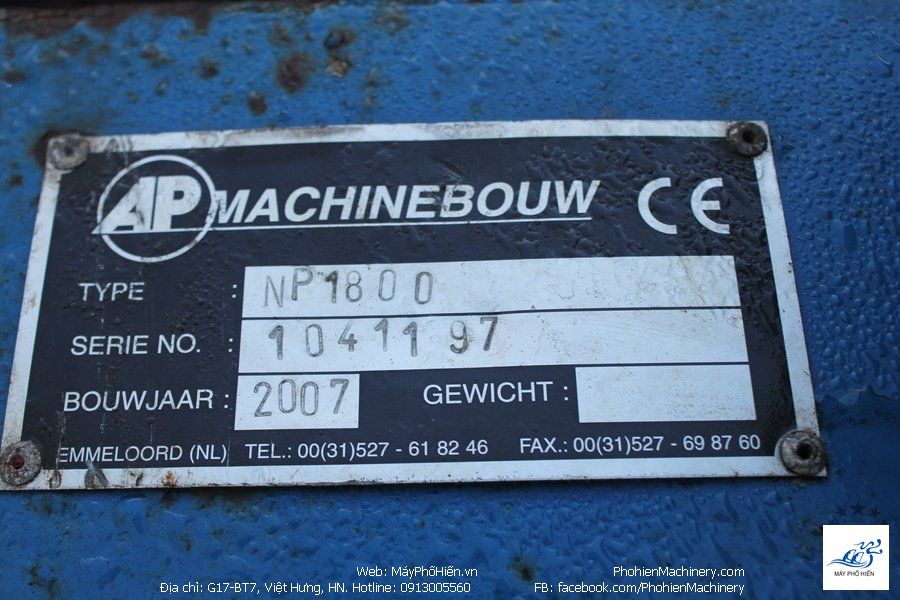 AP MACHINEBOUW CE
TYPE : NP1800
SERIE NO. : 1041197
BOUWJAAR : 2007 GEWICHT :
EMMELOORD (NL) TEL.: 00(31)527 - 61 82 46 FAX.: 00(31)527 - 69 87 60
MÁY PHỐ HIẾN
Web: MáyPhốHiến.vn PhohienMachinery.com
Địa chỉ: G17-BT7, Việt Hưng, HN. Hotline: 0913005560 FB: facebook.com/PhohienMachinery